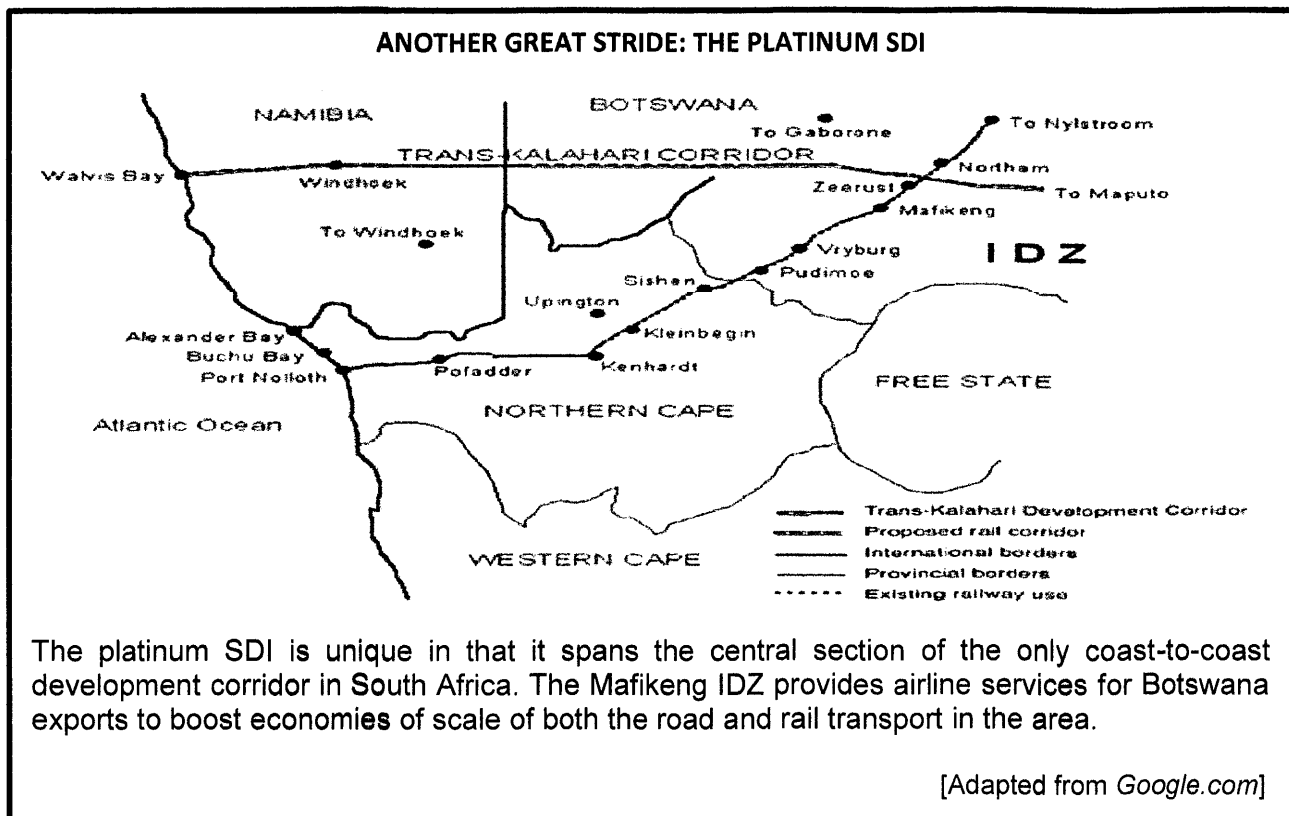 ANOTHER GREAT STRIDE: THE PLATINUM SDI
NAMIBIA
BOTSWANA
To Gaborone
To Nylstroom
TRANS-KALAHARI CORRIDOR
Northam
Walvis Bay
Windhoek
Zeerust
To Maputo
Mafikeng
To Windhoek
Vryburg
IDZ
Sishen
Pudimoe
Upington
Alexander Bay
Kleinbegin
Buchu Bay
Port Nolloth
Pofadder
Kenhardt
FREE STATE
NORTHERN CAPE
Atlantic Ocean
Trans-Kalahari Development Corridor
Proposed rail corridor
WESTERN CAPE
International borders
Provincial borders
Existing railway use
The platinum SDI is unique in that it spans the central section of the only coast-to-coast
development corridor in South Africa. The Mafikeng IDZ provides airline services for Botswana
exports to boost economies of scale of both the road and rail transport in the area.
[Adapted from Google.com]